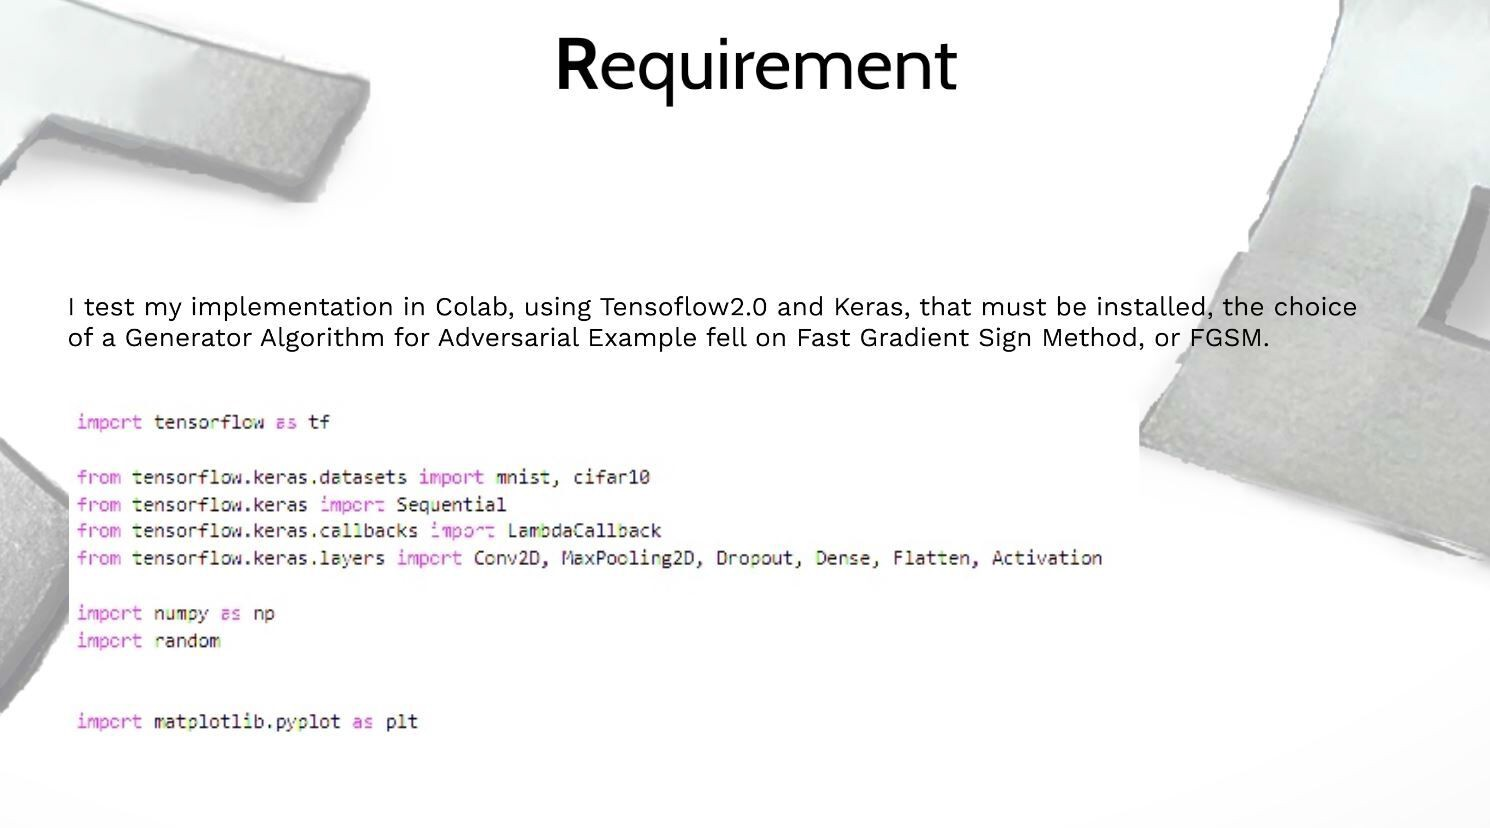 Requirement
I test my implementation in Colab, using Tensoflow2.0 and Keras, that must be installed, the choice
of a Generator Algorithm for Adversarial Example fell on Fast Gradient Sign Method, or FGSM.
import tensorflow as tf
from tensorflow.keras.datasets import mnist, cifar10
from tensorflow.keras import Sequential
from tensorflow.keras.callbacks import LambdaCallback
from tensorflow.keras.layers import Conv2D, MaxPooling2D, Dropout, Dense, Flatten, Activation
import numpy as np
import random
import matplotlib.pyplot as plt